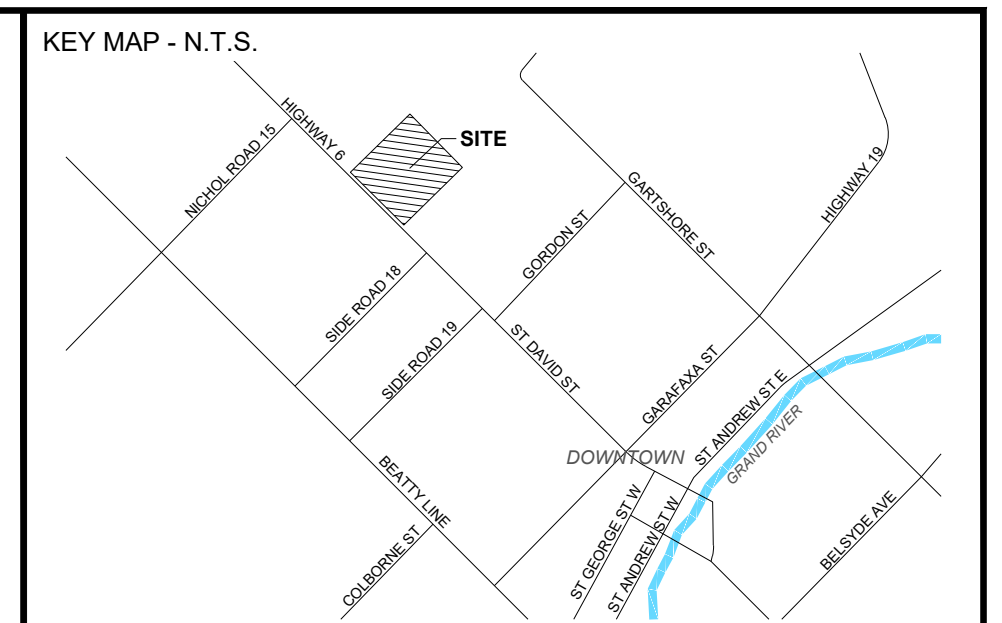 KEY MAP - N.T.S.
HIGHWAY 6
SITE
NICHOL ROAD 15
HIGHWAY 19
GARTSHORE ST
GORDON ST
SIDE ROAD 18
SIDE ROAD 19
ST DAVID ST
GARAFAXA ST
ST ANDREW ST E
GRAND RIVER
DOWNTOWN
BEATTY LINE
ST GEORGE ST W
ST ANDREW ST W
BELSYDE AVE
COLBORNE ST